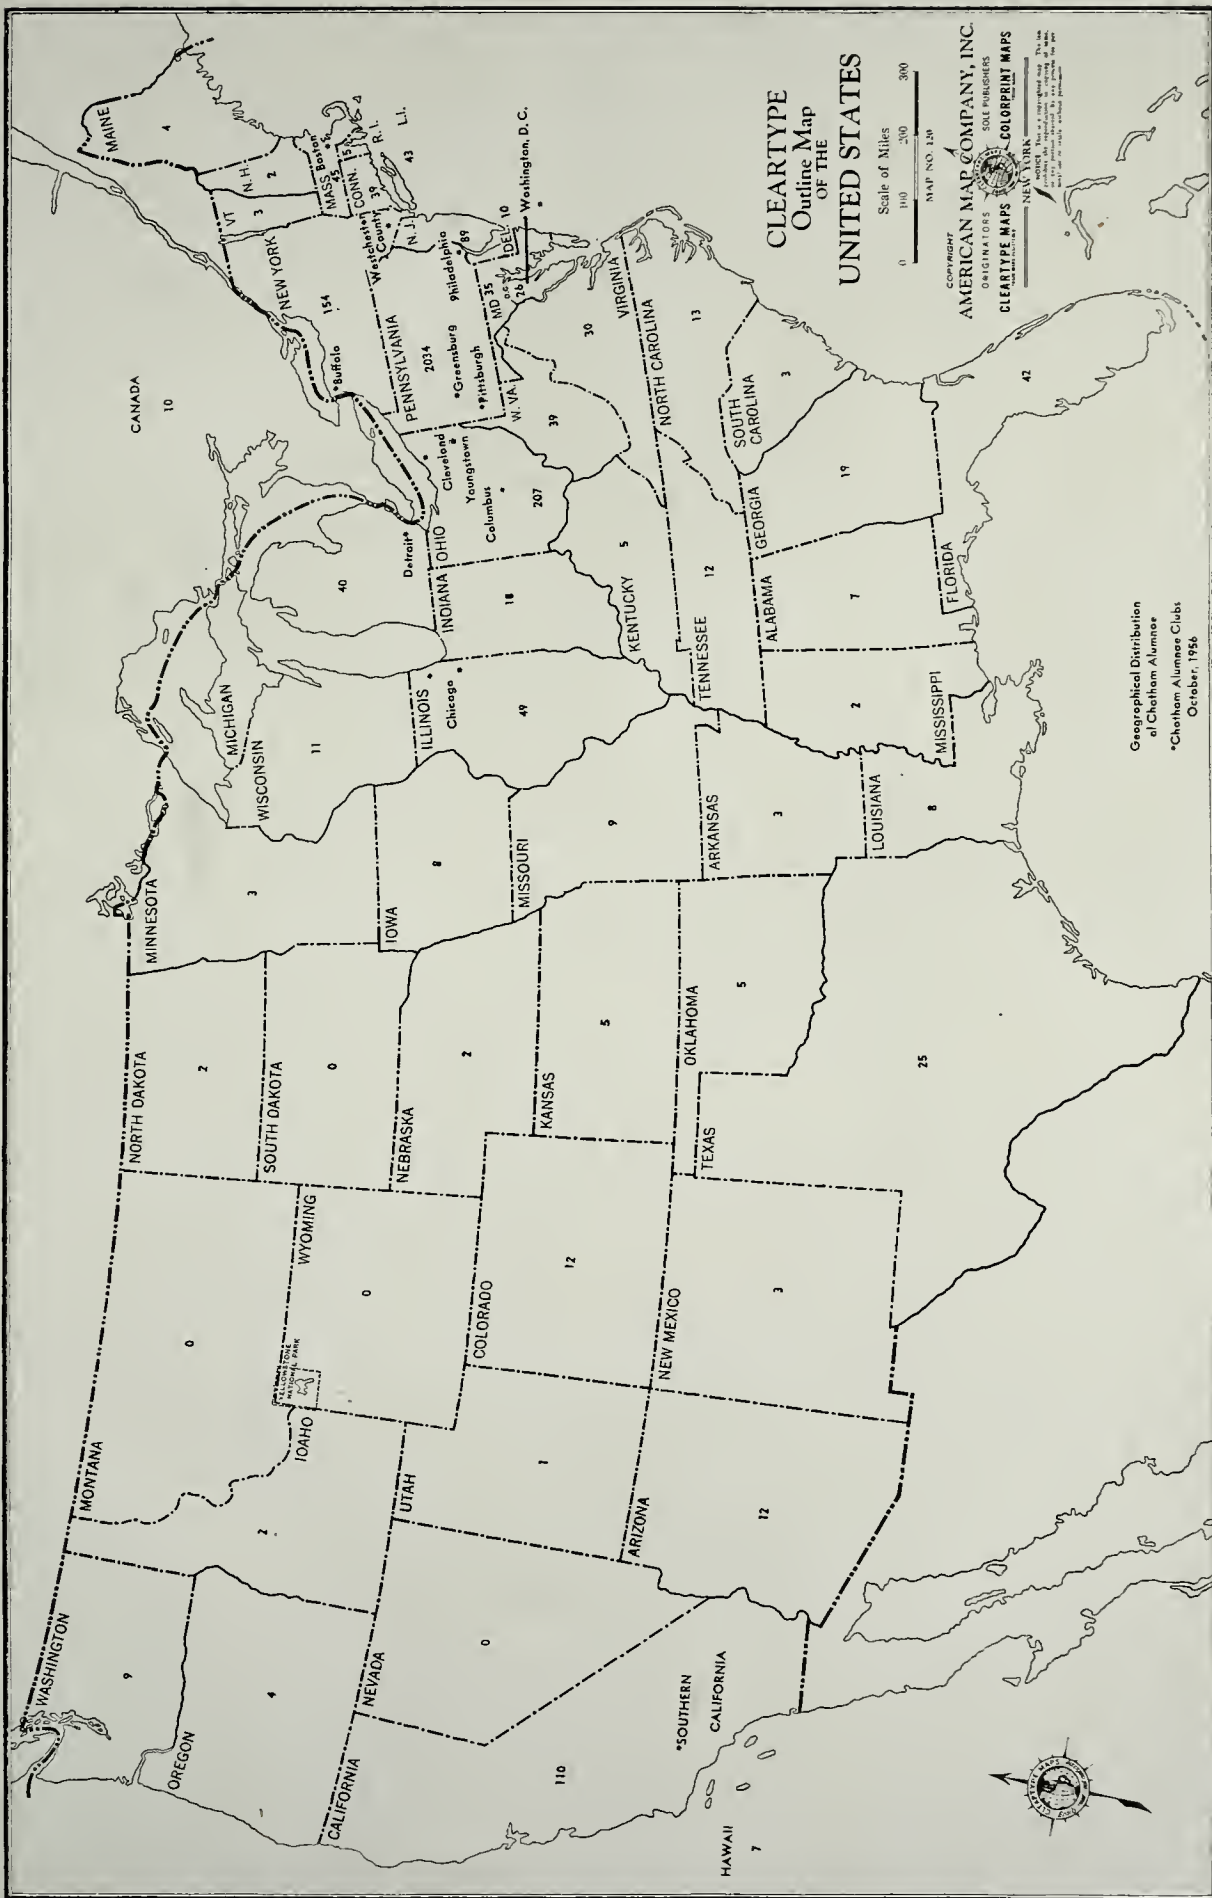 CLEARTYPE
Outline Map
OF THE
UNITED STATES
Scale of Miles
0 100 200 300
MAP NO. 120
COPYRIGHT
AMERICAN MAP COMPANY, INC.
ORIGINATORS SOLE PUBLISHERS
CLEARTYPE MAPS COLORPRINT MAPS
NEW YORK
NOTICE
CANADA
10
WASHINGTON
9
OREGON
4
CALIFORNIA
110
*SOUTHERN
CALIFORNIA
HAWAII
7
NEVADA
0
IDAHO
2
MONTANA
0
YELLOWSTONE
NATIONAL PARK
WYOMING
0
UTAH
1
ARIZONA
12
COLORADO
12
NEW MEXICO
3
NORTH DAKOTA
2
SOUTH DAKOTA
0
NEBRASKA
2
KANSAS
5
OKLAHOMA
5
TEXAS
25
MINNESOTA
3
IOWA
8
MISSOURI
9
ARKANSAS
3
LOUISIANA
8
WISCONSIN
11
MICHIGAN
40
Detroit*
ILLINOIS
Chicago
49
INDIANA
18
OHIO
Cleveland
Youngstown
Columbus
207
KENTUCKY
5
TENNESSEE
12
MISSISSIPPI
2
ALABAMA
7
GEORGIA
19
FLORIDA
42
SOUTH
CAROLINA
3
NORTH CAROLINA
13
VIRGINIA
30
W. VA.
39
PENNSYLVANIA
2034
*Greensburg
*Pittsburgh
Philadelphia
NEW YORK
154
*Buffalo
Westchester
County
N. J.
89
MD 35
D.C.
26
DEL.
10
Washington, D. C.
MAINE
4
N. H.
2
VT
3
MASS
Boston
45
CONN.
39
5
R. I.
L. I.
43
Geographical Distribution
of Chatham Alumnae
*Chatham Alumnae Clubs
October, 1956
CLEARTYPE MAPS